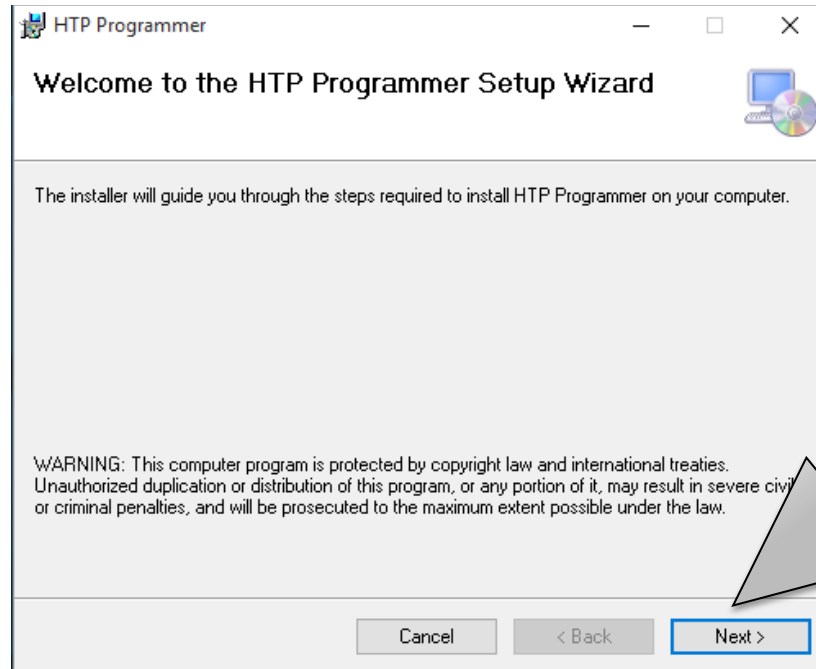 HTP Programmer
Welcome to the HTP Programmer Setup Wizard
The installer will guide you through the steps required to install HTP Programmer on your computer.
WARNING: This computer program is protected by copyright law and international treaties.
Unauthorized duplication or distribution of this program, or any portion of it, may result in severe civil
or criminal penalties, and will be prosecuted to the maximum extent possible under the law.
Cancel < Back Next >